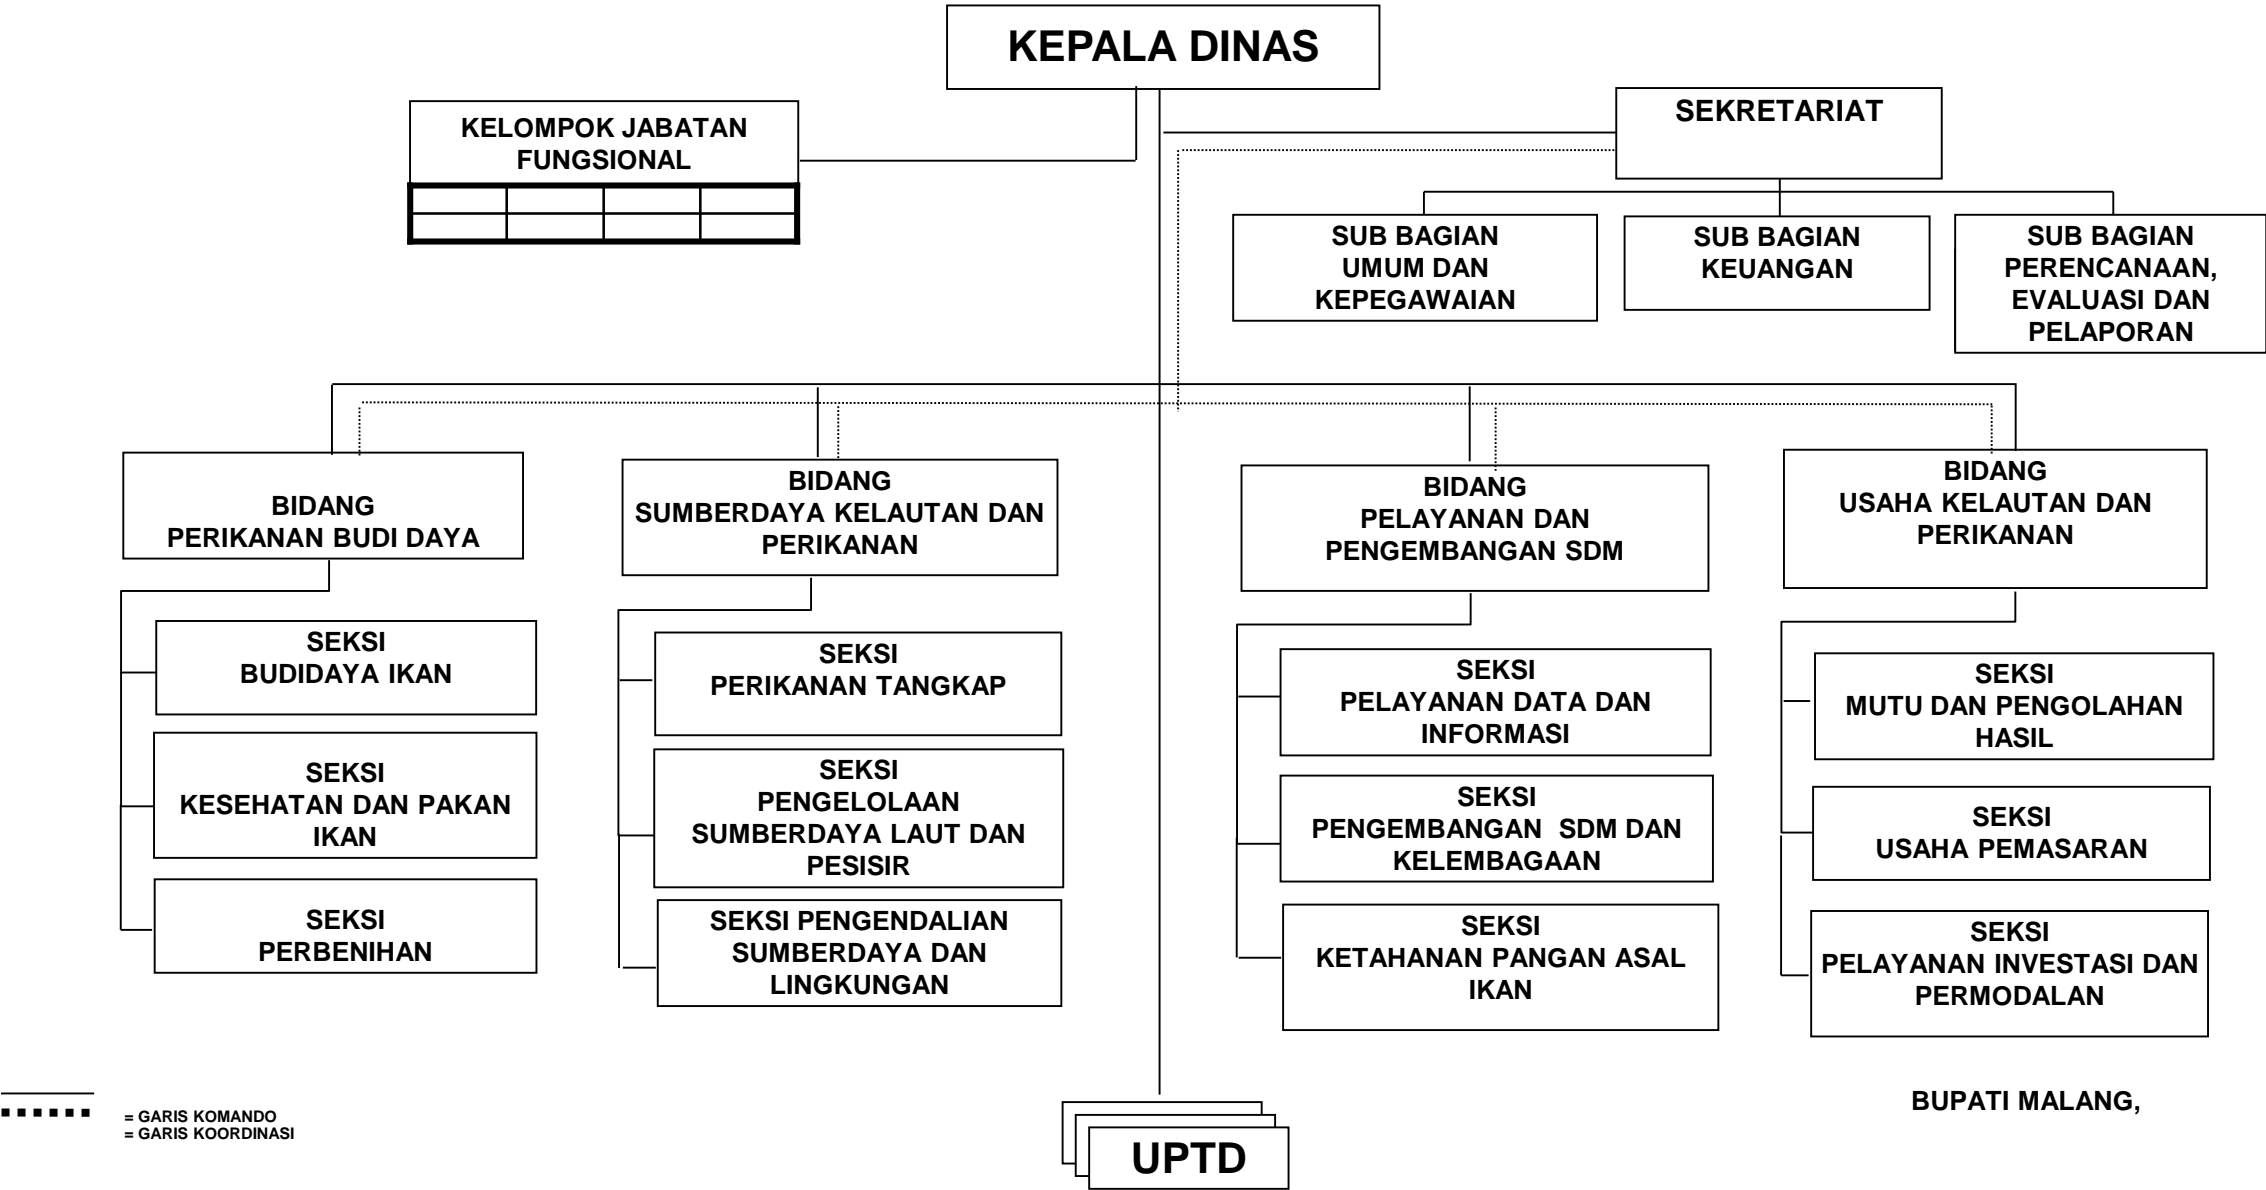 KEPALA DINAS
KELOMPOK JABATAN
FUNGSIONAL
SEKRETARIAT
SUB BAGIAN
UMUM DAN
KEPEGAWAIAN
SUB BAGIAN
KEUANGAN
SUB BAGIAN
PERENCANAAN,
EVALUASI DAN
PELAPORAN
BIDANG
PERIKANAN BUDI DAYA
BIDANG
SUMBERDAYA KELAUTAN DAN
PERIKANAN
BIDANG
PELAYANAN DAN
PENGEMBANGAN SDM
BIDANG
USAHA KELAUTAN DAN
PERIKANAN
SEKSI
BUDIDAYA IKAN
SEKSI
KESEHATAN DAN PAKAN
IKAN
SEKSI
PERBENIHAN
SEKSI
PERIKANAN TANGKAP
SEKSI
PENGELOLAAN
SUMBERDAYA LAUT DAN
PESISIR
SEKSI PENGENDALIAN
SUMBERDAYA DAN
LINGKUNGAN
SEKSI
PELAYANAN DATA DAN
INFORMASI
SEKSI
PENGEMBANGAN  SDM DAN
KELEMBAGAAN
SEKSI
KETAHANAN PANGAN ASAL
IKAN
SEKSI
MUTU DAN PENGOLAHAN
HASIL
SEKSI
USAHA PEMASARAN
SEKSI
PELAYANAN INVESTASI DAN
PERMODALAN
= GARIS KOMANDO
= GARIS KOORDINASI
UPTD
BUPATI MALANG,